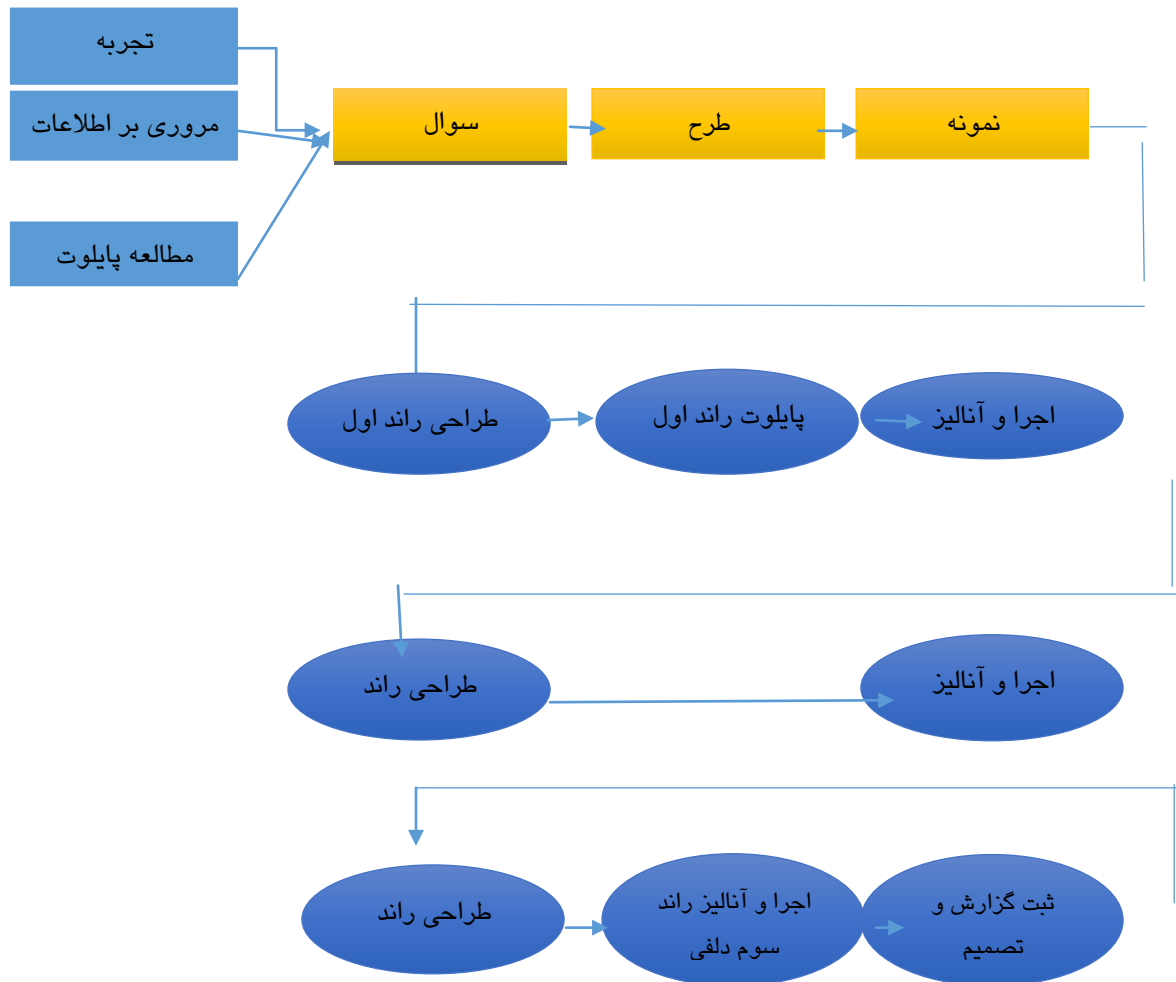 تجربه
مروری بر اطلاعات
مطالعه پایلوت
سوال
طرح
نمونه
طراحی راند اول
پایلوت راند اول
اجرا و آنالیز
طراحی راند
اجرا و آنالیز
طراحی راند
اجرا و آنالیز راند
سوم دلفی
ثبت گزارش و
تصمیم